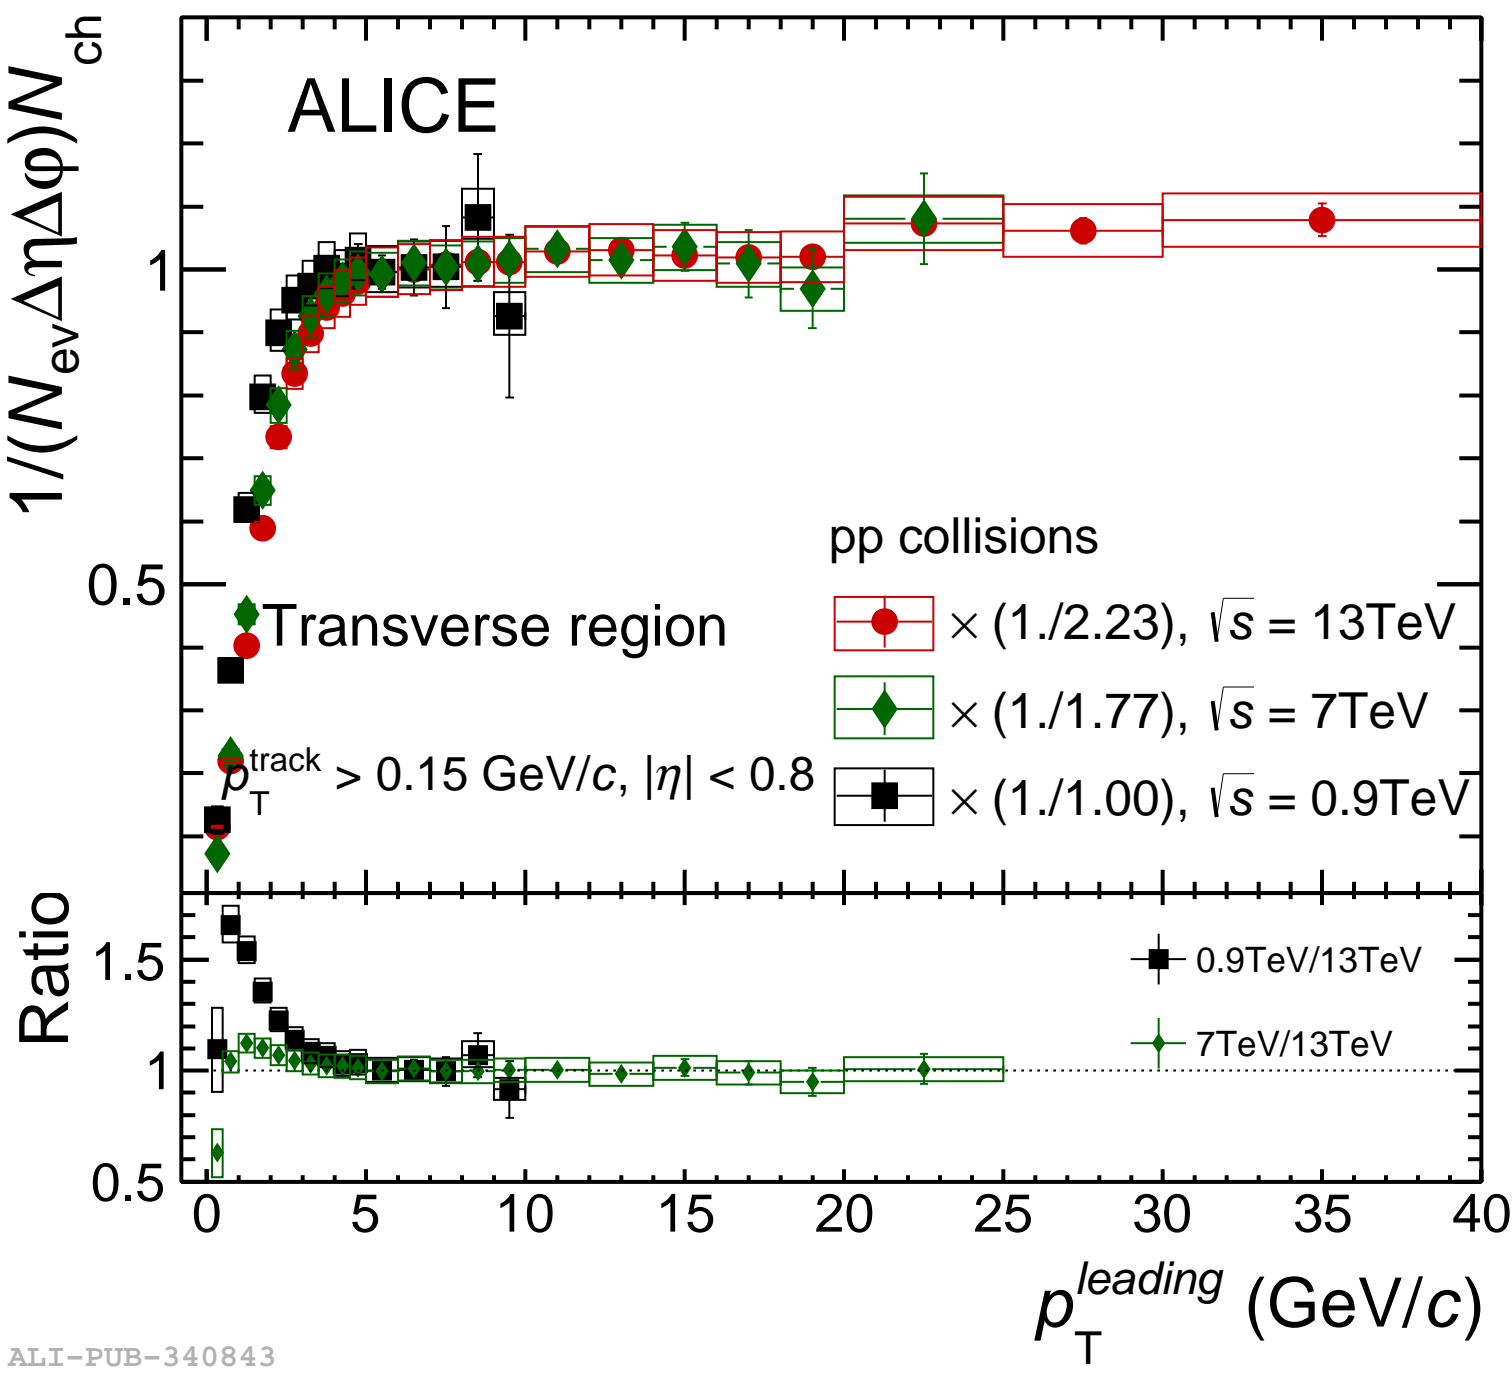 1/(N_ev ΔηΔφ)N_ch
ALICE
1
0.5
pp collisions
× (1./2.23), √s = 13TeV
× (1./1.77), √s = 7TeV
× (1./1.00), √s = 0.9TeV
Transverse region
p_T^track > 0.15 GeV/c, |η| < 0.8
Ratio
1.5
1
0.5
0.9TeV/13TeV
7TeV/13TeV
0 5 10 15 20 25 30 35 40
p_T^leading (GeV/c)
ALI-PUB-340843